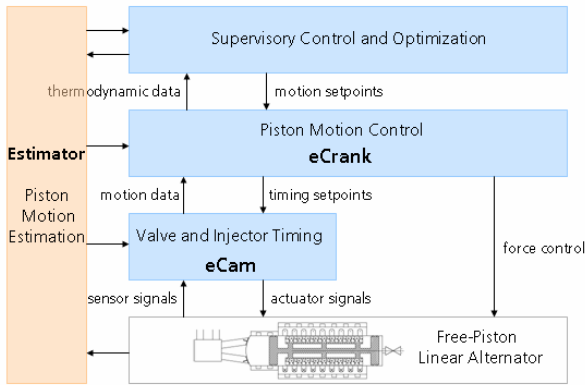 Supervisory Control and Optimization
thermodynamic data
motion setpoints
Piston Motion Control
eCrank
Estimator
Piston
Motion
Estimation
motion data
timing setpoints
Valve and Injector Timing
eCam
force control
sensor signals
actuator signals
Free-Piston
Linear Alternator